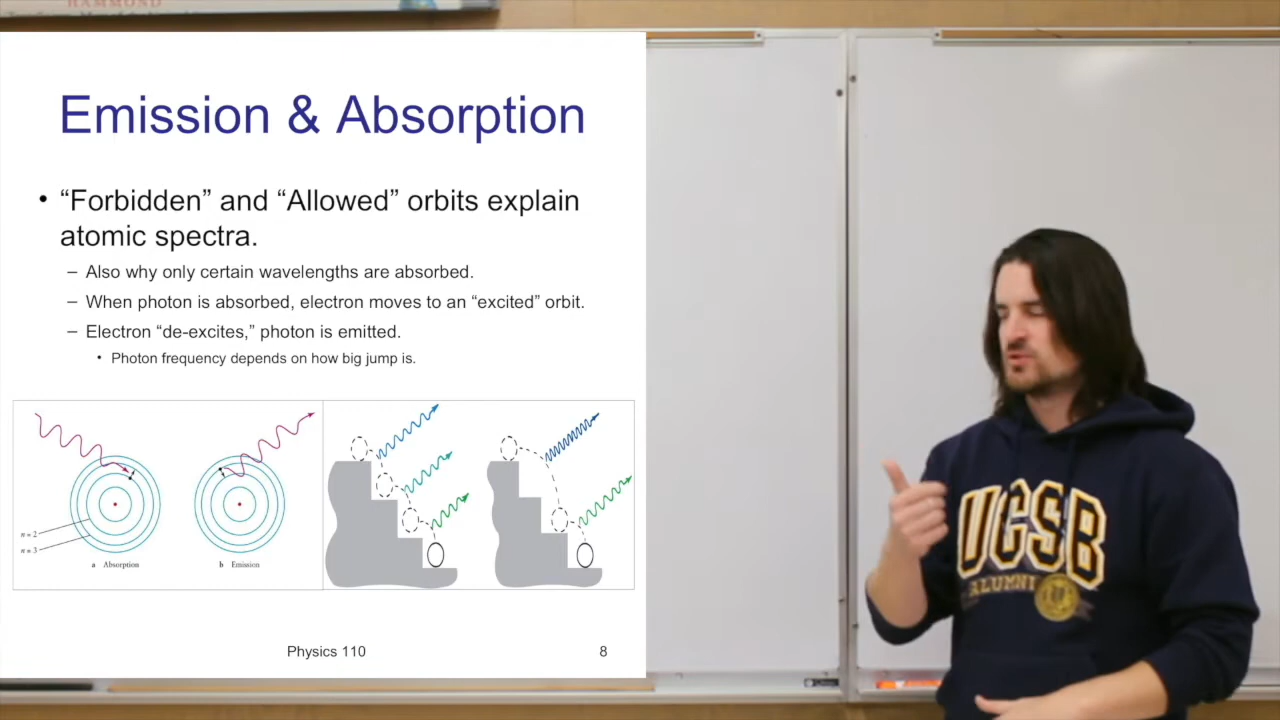 HAMMOND
Emission & Absorption
• “Forbidden” and “Allowed” orbits explain
atomic spectra.
– Also why only certain wavelengths are absorbed.
– When photon is absorbed, electron moves to an “excited” orbit.
– Electron “de-excites,” photon is emitted.
• Photon frequency depends on how big jump is.
n = 2
n = 3
a Absorption
b Emission
Physics 110
8
UCSB
ALUMNI